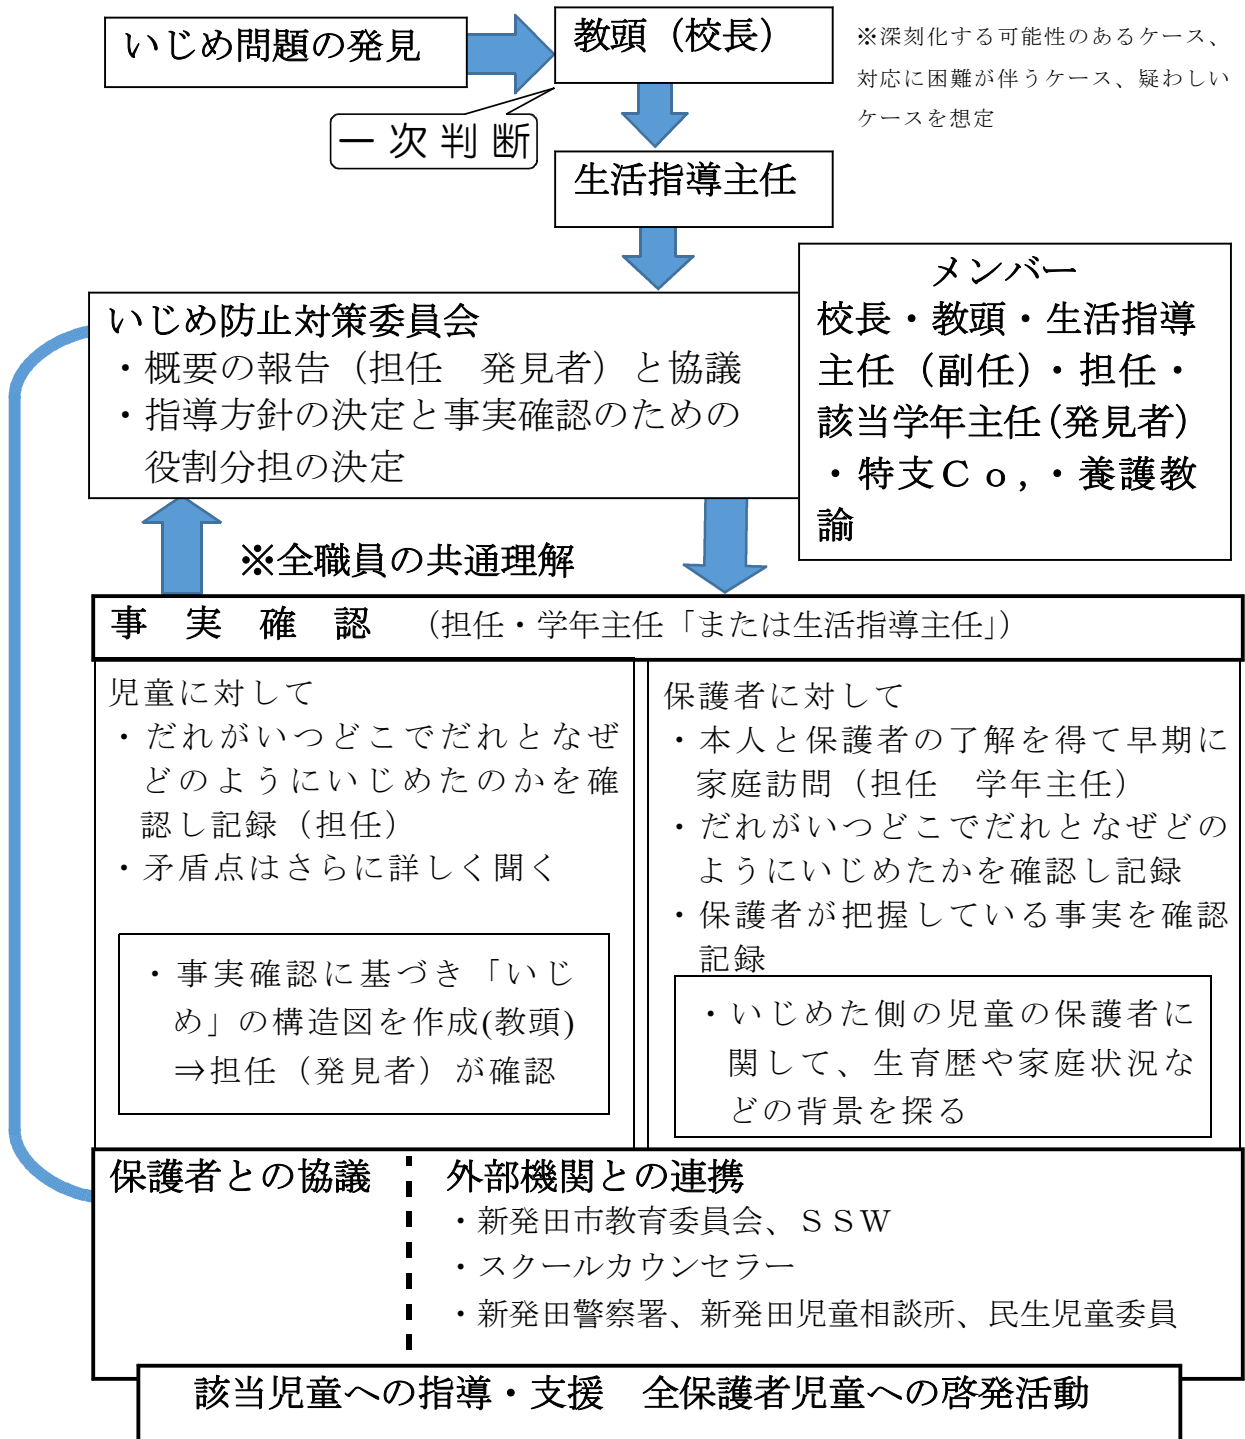 いじめ問題の発見
教頭（校長）
※深刻化する可能性のあるケース、
対応に困難が伴うケース、疑わしい
ケースを想定
一次判断
生活指導主任
いじめ防止対策委員会
・概要の報告（担任　発見者）と協議
・指導方針の決定と事実確認のための
役割分担の決定
メンバー
校長・教頭・生活指導
主任（副任）・担任・
該当学年主任(発見者)
・特支Ｃｏ,・養護教
諭
※全職員の共通理解
事　実　確　認　（担任・学年主任「または生活指導主任」）
児童に対して
・だれがいつどこでだれとなぜ
どのようにいじめたのかを確
認し記録（担任）
・矛盾点はさらに詳しく聞く
・事実確認に基づき「いじ
め」の構造図を作成(教頭)
⇒担任（発見者）が確認
保護者に対して
・本人と保護者の了解を得て早期に
家庭訪問（担任　学年主任）
・だれがいつどこでだれとなぜどの
ようにいじめたかを確認し記録
・保護者が把握している事実を確認
記録
・いじめた側の児童の保護者に
関して、生育歴や家庭状況な
どの背景を探る
保護者との協議
外部機関との連携
・新発田市教育委員会、ＳＳＷ
・スクールカウンセラー
・新発田警察署、新発田児童相談所、民生児童委員
該当児童への指導・支援　全保護者児童への啓発活動